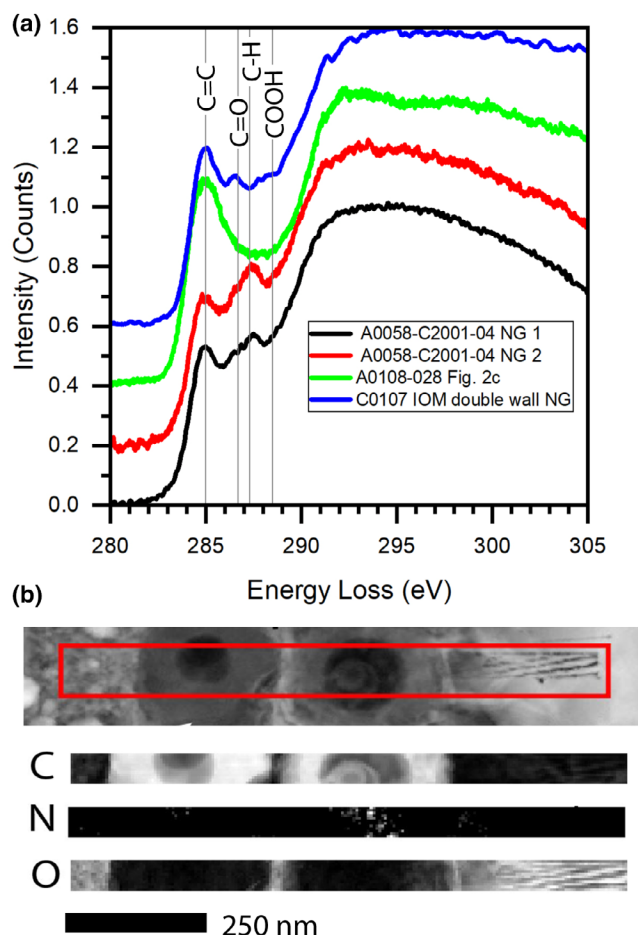 (a)
1.6
1.4
1.2
1.0
0.8
0.6
0.4
0.2
0.0
Intensity (Counts)
C=C
C=O
C-H
COOH
A0058-C2001-04 NG 1
A0058-C2001-04 NG 2
A0108-028 Fig. 2c
C0107 IOM double wall NG
280 285 290 295 300 305
Energy Loss (eV)
(b)
C
N
O
250 nm